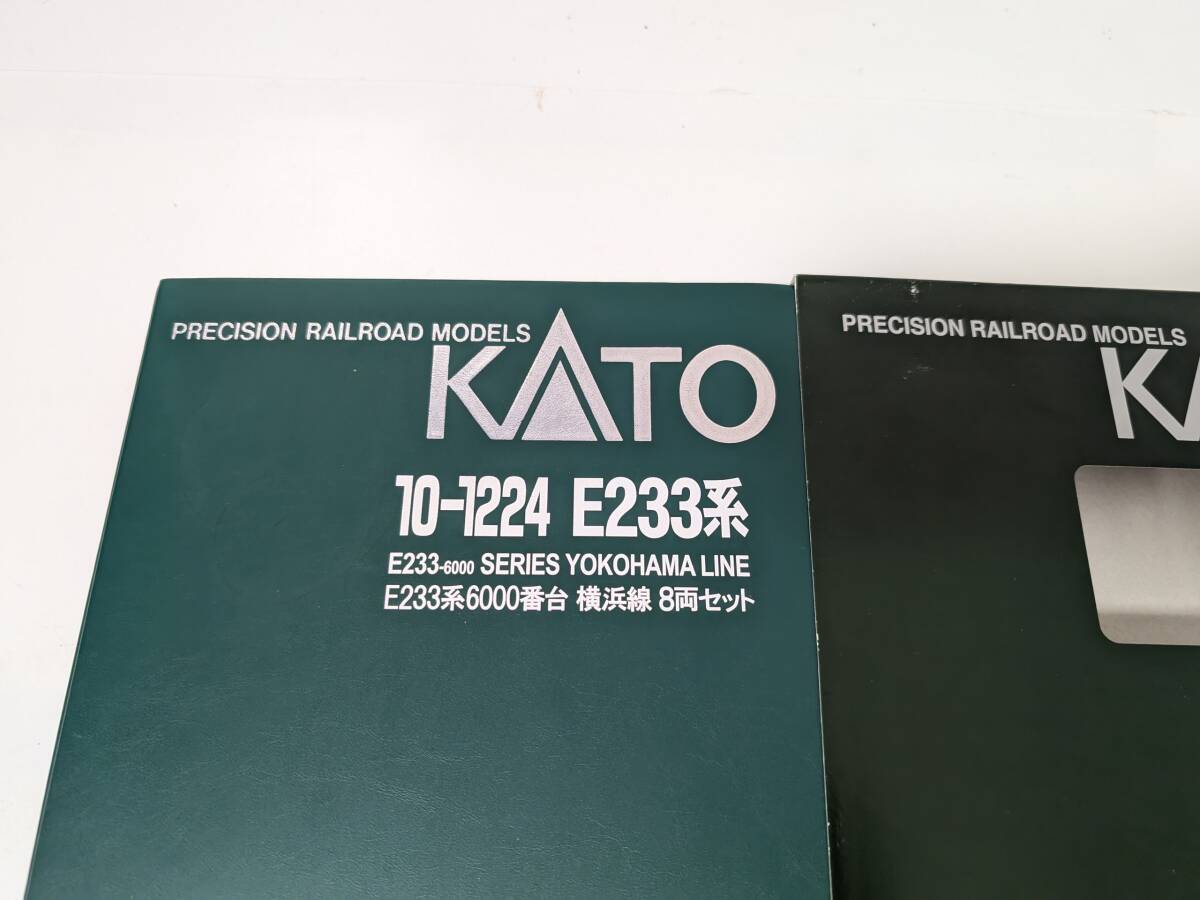 PRECISION RAILROAD MODELS
KATO
10-1224 E233系
E233-6000 SERIES YOKOHAMA LINE
E233系6000番台 横浜線 8両セット
PRECISION RAILROAD MODELS